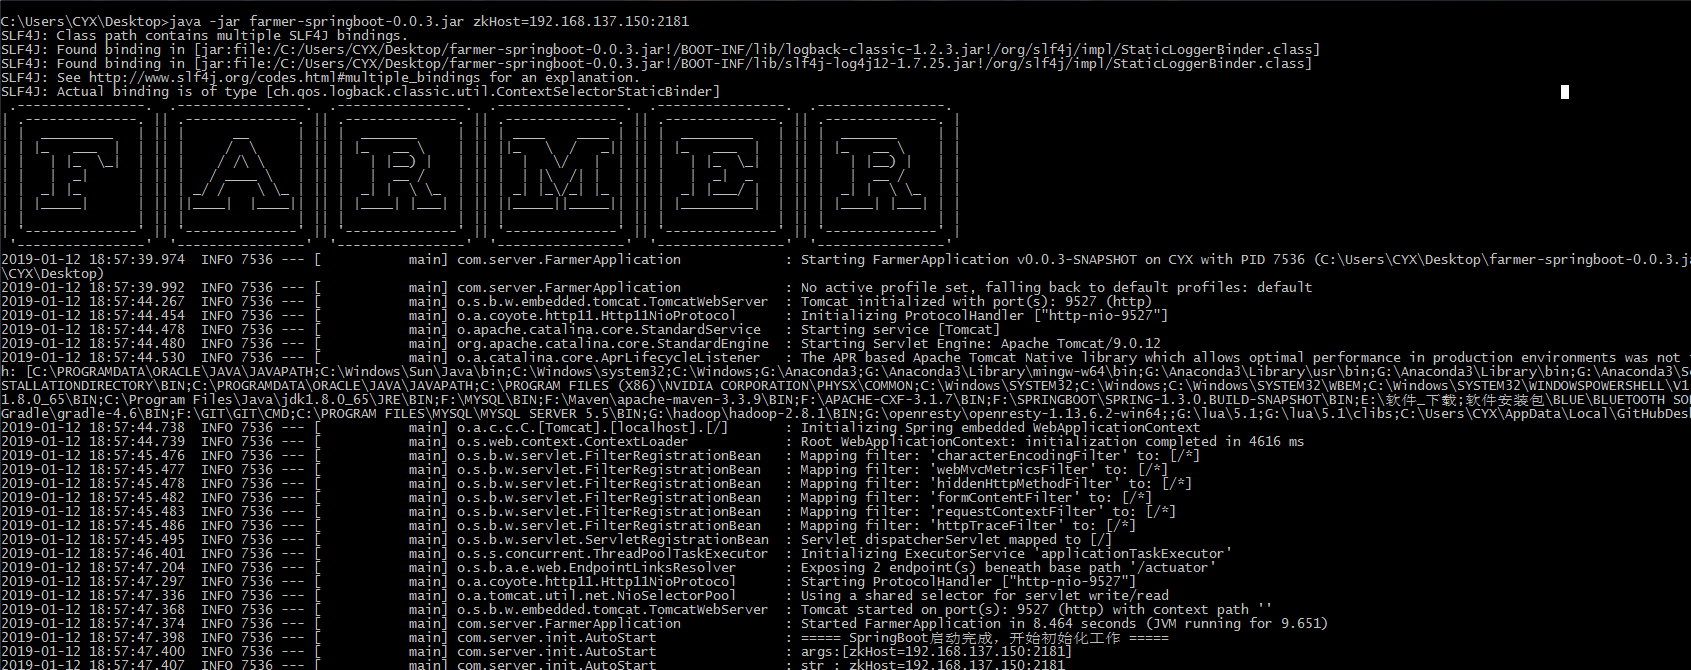 C:\Users\CYX\Desktop>java -jar farmer-springboot-0.0.3.jar zkHost=192.168.137.150:2181
SLF4J: Class path contains multiple SLF4J bindings.
SLF4J: Found binding in [jar:file:/C:/Users/CYX/Desktop/farmer-springboot-0.0.3.jar!/BOOT-INF/lib/logback-classic-1.2.3.jar!/org/slf4j/impl/StaticLoggerBinder.class]
SLF4J: Found binding in [jar:file:/C:/Users/CYX/Desktop/farmer-springboot-0.0.3.jar!/BOOT-INF/lib/slf4j-log4j12-1.7.25.jar!/org/slf4j/impl/StaticLoggerBinder.class]
SLF4J: See http://www.slf4j.org/codes.html#multiple_bindings for an explanation.
SLF4J: Actual binding is of type [ch.qos.logback.classic.util.ContextSelectorStaticBinder]
FARMER
2019-01-12 18:57:39.974  INFO 7536 --- [           main] com.server.FarmerApplication             : Starting FarmerApplication v0.0.3-SNAPSHOT on CYX with PID 7536 (C:\Users\CYX\Desktop\farmer-springboot-0.0.3.ja
\CYX\Desktop)
2019-01-12 18:57:39.992  INFO 7536 --- [           main] com.server.FarmerApplication             : No active profile set, falling back to default profiles: default
2019-01-12 18:57:44.267  INFO 7536 --- [           main] o.s.b.w.embedded.tomcat.TomcatWebServer  : Tomcat initialized with port(s): 9527 (http)
2019-01-12 18:57:44.454  INFO 7536 --- [           main] o.a.coyote.http11.Http11NioProtocol      : Initializing ProtocolHandler ["http-nio-9527"]
2019-01-12 18:57:44.478  INFO 7536 --- [           main] o.apache.catalina.core.StandardService   : Starting service [Tomcat]
2019-01-12 18:57:44.480  INFO 7536 --- [           main] org.apache.catalina.core.StandardEngine  : Starting Servlet Engine: Apache Tomcat/9.0.12
2019-01-12 18:57:44.530  INFO 7536 --- [           main] o.a.catalina.core.AprLifecycleListener   : The APR based Apache Tomcat Native library which allows optimal performance in production environments was not
h: [C:\PROGRAMDATA\ORACLE\JAVA\JAVAPATH;C:\Windows\Sun\Java\bin;C:\Windows\system32;C:\Windows;G:\Anaconda3;G:\Anaconda3\Library\mingw-w64\bin;G:\Anaconda3\Library\usr\bin;G:\Anaconda3\Library\bin;G:\Anaconda3\Sc
STALLATIONDIRECTORY\BIN;C:\PROGRAMDATA\ORACLE\JAVA\JAVAPATH;C:\PROGRAM FILES (X86)\NVIDIA CORPORATION\PHYSX\COMMON;C:\Windows\SYSTEM32;C:\Windows;C:\Windows\SYSTEM32\WBEM;C:\Windows\SYSTEM32\WINDOWSPOWERSHELL\V1
1.8.0_65\BIN;C:\Program Files\Java\jdk1.8.0_65\JRE\BIN;F:\MYSQL\BIN;F:\Maven\apache-maven-3.3.9\BIN;F:\APACHE-CXF-3.1.7\BIN;F:\SPRINGBOOT\SPRING-1.3.0.BUILD-SNAPSHOT\BIN;E:\软件_下载;软件安装包\BLUE\BLUETOOTH SO
Gradle\gradle-4.6\BIN;F:\GIT\GIT\CMD;C:\PROGRAM FILES\MYSQL\MYSQL SERVER 5.5\BIN;G:\hadoop\hadoop-2.8.1\BIN;G:\openresty\openresty-1.13.6.2-win64;;G:\lua\5.1;G:\lua\5.1\clibs;C:\Users\CYX\AppData\Local\GitHubDesk
2019-01-12 18:57:44.738  INFO 7536 --- [           main] o.a.c.c.C.[Tomcat].[localhost].[/]       : Initializing Spring embedded WebApplicationContext
2019-01-12 18:57:44.739  INFO 7536 --- [           main] o.s.web.context.ContextLoader            : Root WebApplicationContext: initialization completed in 4616 ms
2019-01-12 18:57:45.476  INFO 7536 --- [           main] o.s.b.w.servlet.FilterRegistrationBean   : Mapping filter: 'characterEncodingFilter' to: [/*]
2019-01-12 18:57:45.477  INFO 7536 --- [           main] o.s.b.w.servlet.FilterRegistrationBean   : Mapping filter: 'webMvcMetricsFilter' to: [/*]
2019-01-12 18:57:45.478  INFO 7536 --- [           main] o.s.b.w.servlet.FilterRegistrationBean   : Mapping filter: 'hiddenHttpMethodFilter' to: [/*]
2019-01-12 18:57:45.482  INFO 7536 --- [           main] o.s.b.w.servlet.FilterRegistrationBean   : Mapping filter: 'formContentFilter' to: [/*]
2019-01-12 18:57:45.483  INFO 7536 --- [           main] o.s.b.w.servlet.FilterRegistrationBean   : Mapping filter: 'requestContextFilter' to: [/*]
2019-01-12 18:57:45.486  INFO 7536 --- [           main] o.s.b.w.servlet.FilterRegistrationBean   : Mapping filter: 'httpTraceFilter' to: [/*]
2019-01-12 18:57:45.495  INFO 7536 --- [           main] o.s.b.w.servlet.ServletRegistrationBean  : Servlet dispatcherServlet mapped to [/]
2019-01-12 18:57:46.401  INFO 7536 --- [           main] o.s.s.concurrent.ThreadPoolTaskExecutor  : Initializing ExecutorService 'applicationTaskExecutor'
2019-01-12 18:57:47.204  INFO 7536 --- [           main] o.s.b.a.e.web.EndpointLinksResolver      : Exposing 2 endpoint(s) beneath base path '/actuator'
2019-01-12 18:57:47.297  INFO 7536 --- [           main] o.a.coyote.http11.Http11NioProtocol      : Starting ProtocolHandler ["http-nio-9527"]
2019-01-12 18:57:47.336  INFO 7536 --- [           main] o.a.tomcat.util.net.NioSelectorPool      : Using a shared selector for servlet write/read
2019-01-12 18:57:47.368  INFO 7536 --- [           main] o.s.b.w.embedded.tomcat.TomcatWebServer  : Tomcat started on port(s): 9527 (http) with context path ''
2019-01-12 18:57:47.374  INFO 7536 --- [           main] com.server.FarmerApplication             : Started FarmerApplication in 8.464 seconds (JVM running for 9.651)
2019-01-12 18:57:47.398  INFO 7536 --- [           main] com.server.init.AutoStart                : ===== SpringBoot启动完成，开始初始化工作 =====
2019-01-12 18:57:47.400  INFO 7536 --- [           main] com.server.init.AutoStart                : args:[zkHost=192.168.137.150:2181]
2019-01-12 18:57:47.407  INFO 7536 --- [           main] com.server.init.AutoStart                : str : zkHost=192.168.137.150:2181